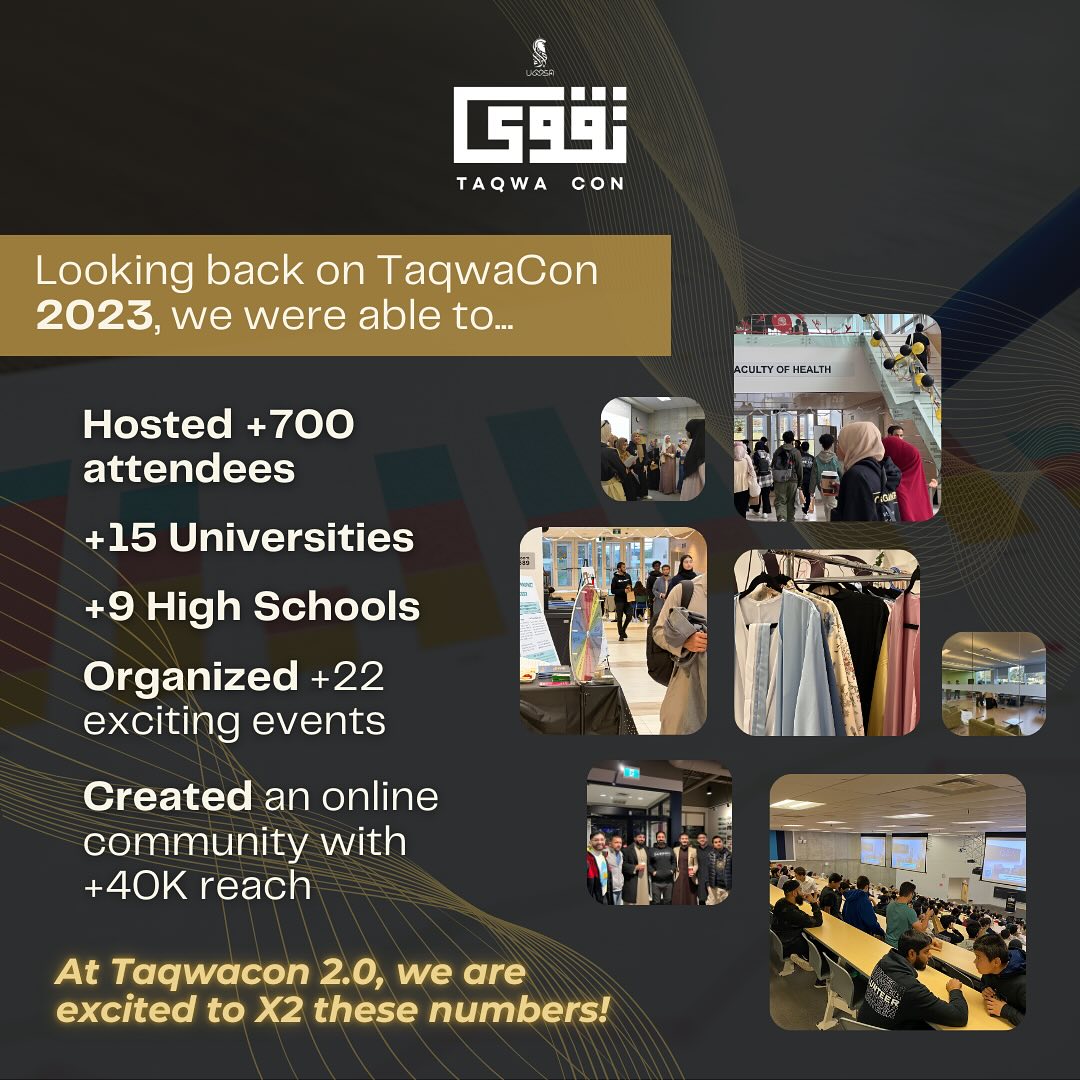 تقوى
TAQWA CON
Looking back on TaqwaCon
2023, we were able to...
Hosted +700
attendees
+15 Universities
+9 High Schools
Organized +22
exciting events
Created an online
community with
+40K reach
At Taqwacon 2.0, we are
excited to X2 these numbers!
ACULTY OF HEALTH